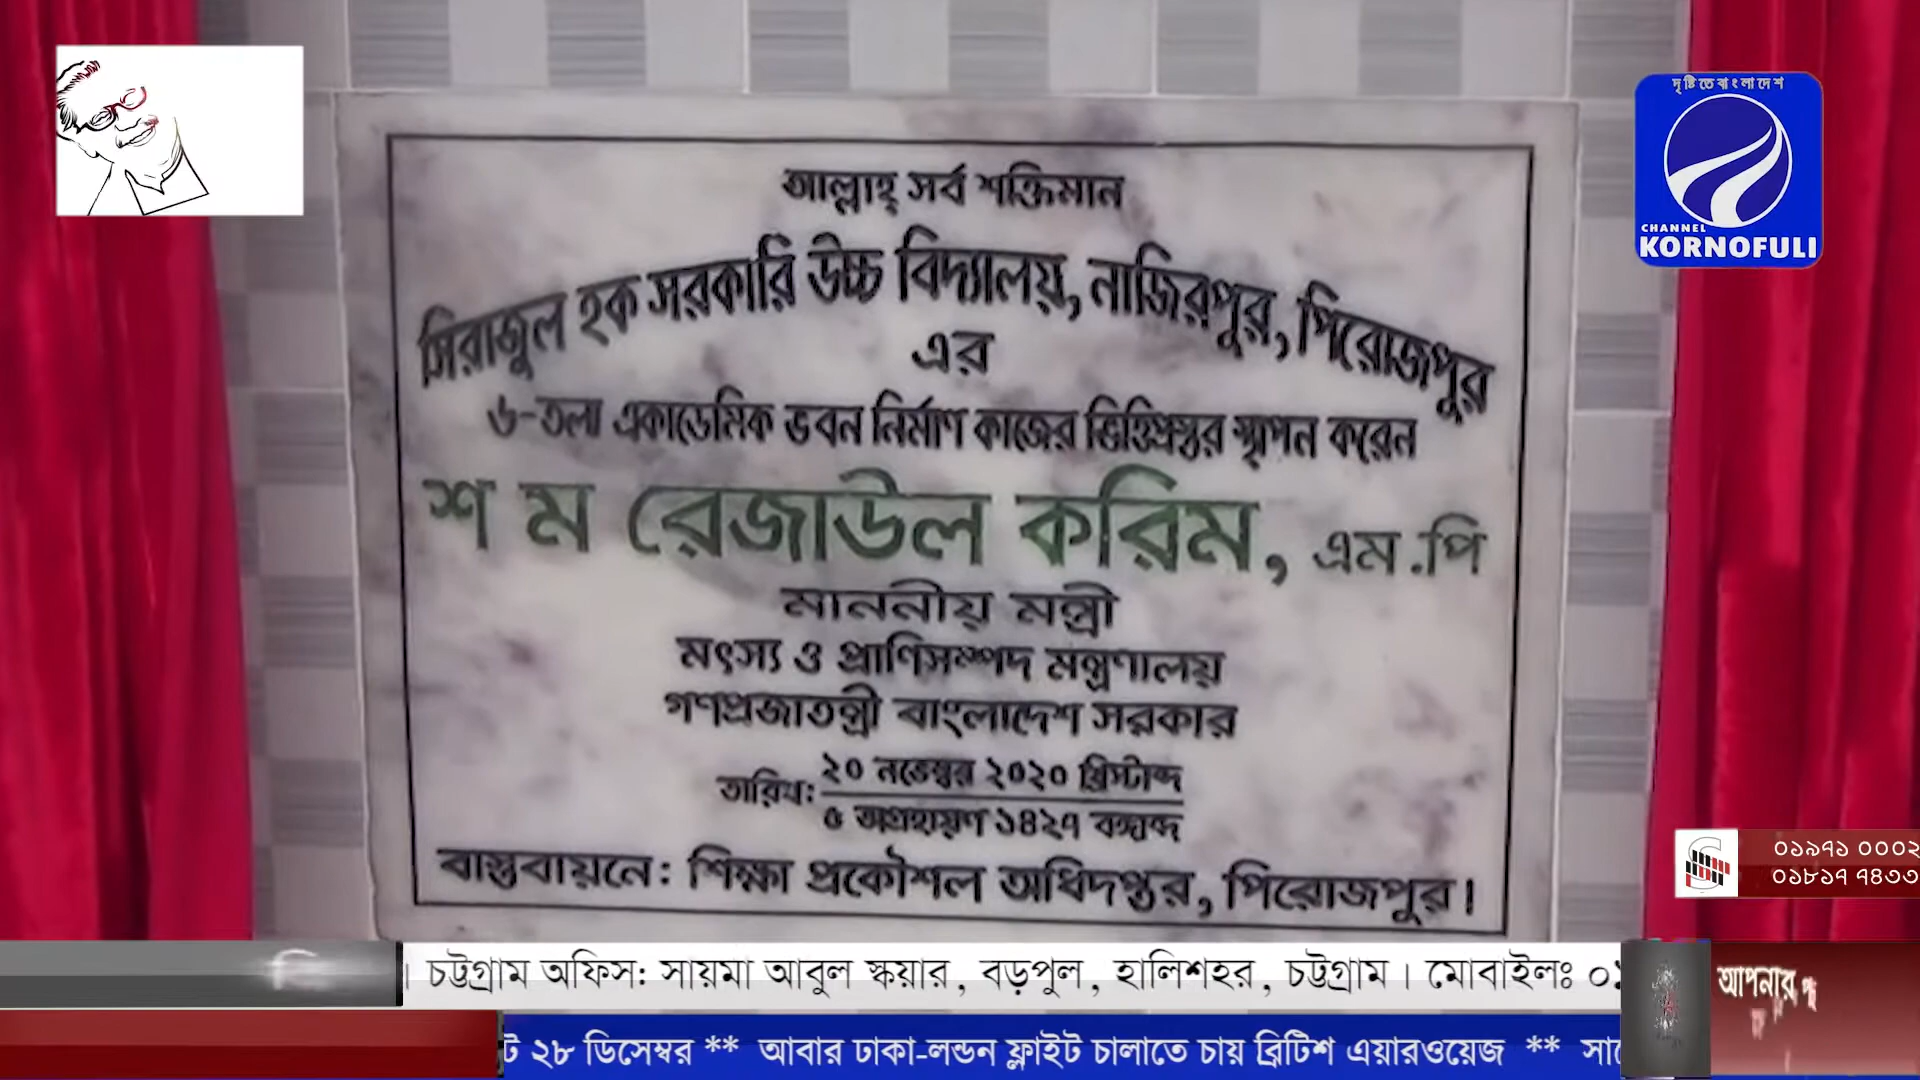 দৃষ্টিতে বাংলাদেশ
CHANNEL
KORNOFULI
আল্লাহ্ সর্ব শক্তিমান
সিরাজুল হক সরকারি উচ্চ বিদ্যালয়, নাজিরপুর, পিরোজপুর
এর
৬-তলা একাডেমিক ভবন নির্মাণ কাজের ভিত্তিপ্রস্তর স্থাপন করেন
শ ম রেজাউল করিম, এম.পি
মাননীয় মন্ত্রী
মৎস্য ও প্রাণিসম্পদ মন্ত্রণালয়
গণপ্রজাতন্ত্রী বাংলাদেশ সরকার
তারিখ: ২০ নভেম্বর ২০২০ খ্রিস্টাব্দ
৫ অগ্রহায়ণ ১৪২৭ বঙ্গাব্দ
বাস্তবায়নে: শিক্ষা প্রকৌশল অধিদপ্তর, পিরোজপুর।
০১৯৭১ ০০০২
০১৮১৭ ৭৪৩৩
। চট্টগ্রাম অফিস: সায়মা আবুল স্কয়ার, বড়পুল, হালিশহর, চট্টগ্রাম। মোবাইলঃ ০১
আপনার
ট ২৮ ডিসেম্বর ** আবার ঢাকা-লন্ডন ফ্লাইট চালাতে চায় ব্রিটিশ এয়ারওয়েজ **